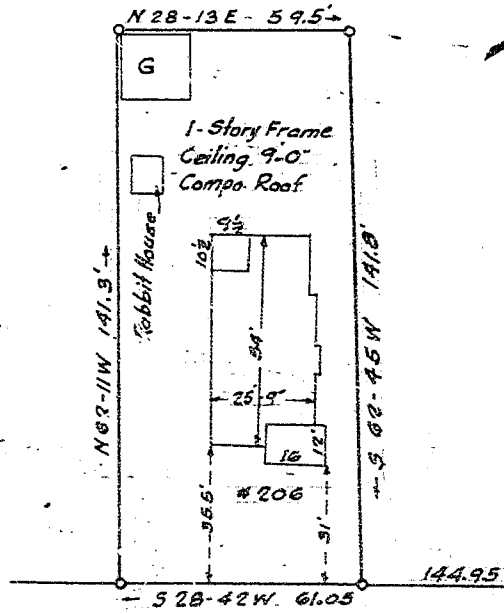 N 28-13 E - 59.5'
G
1-Story Frame
Ceiling 9'-0"
Compo. Roof
Rabbit House
9½
10½
54'
25'-9"
12'
16
# 206
35.5'
31'
N 62-11 W 141.3'
S 62-45 W 141.8'
144.95
S 28-42 W 61.05